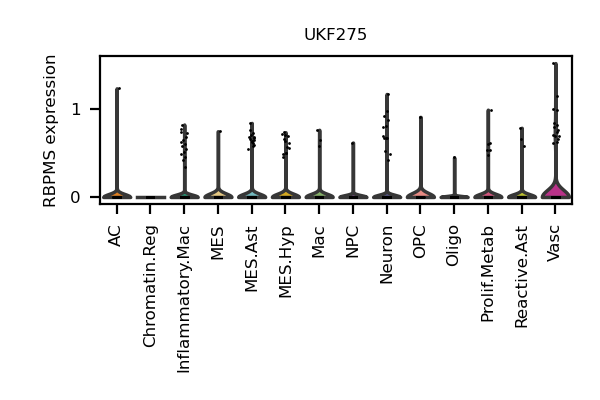 UKF275
RBPMS expression
1
0
AC
Chromatin.Reg
Inflammatory.Mac
MES
MES.Ast
MES.Hyp
Mac
NPC
Neuron
OPC
Oligo
Prolif.Metab
Reactive.Ast
Vasc